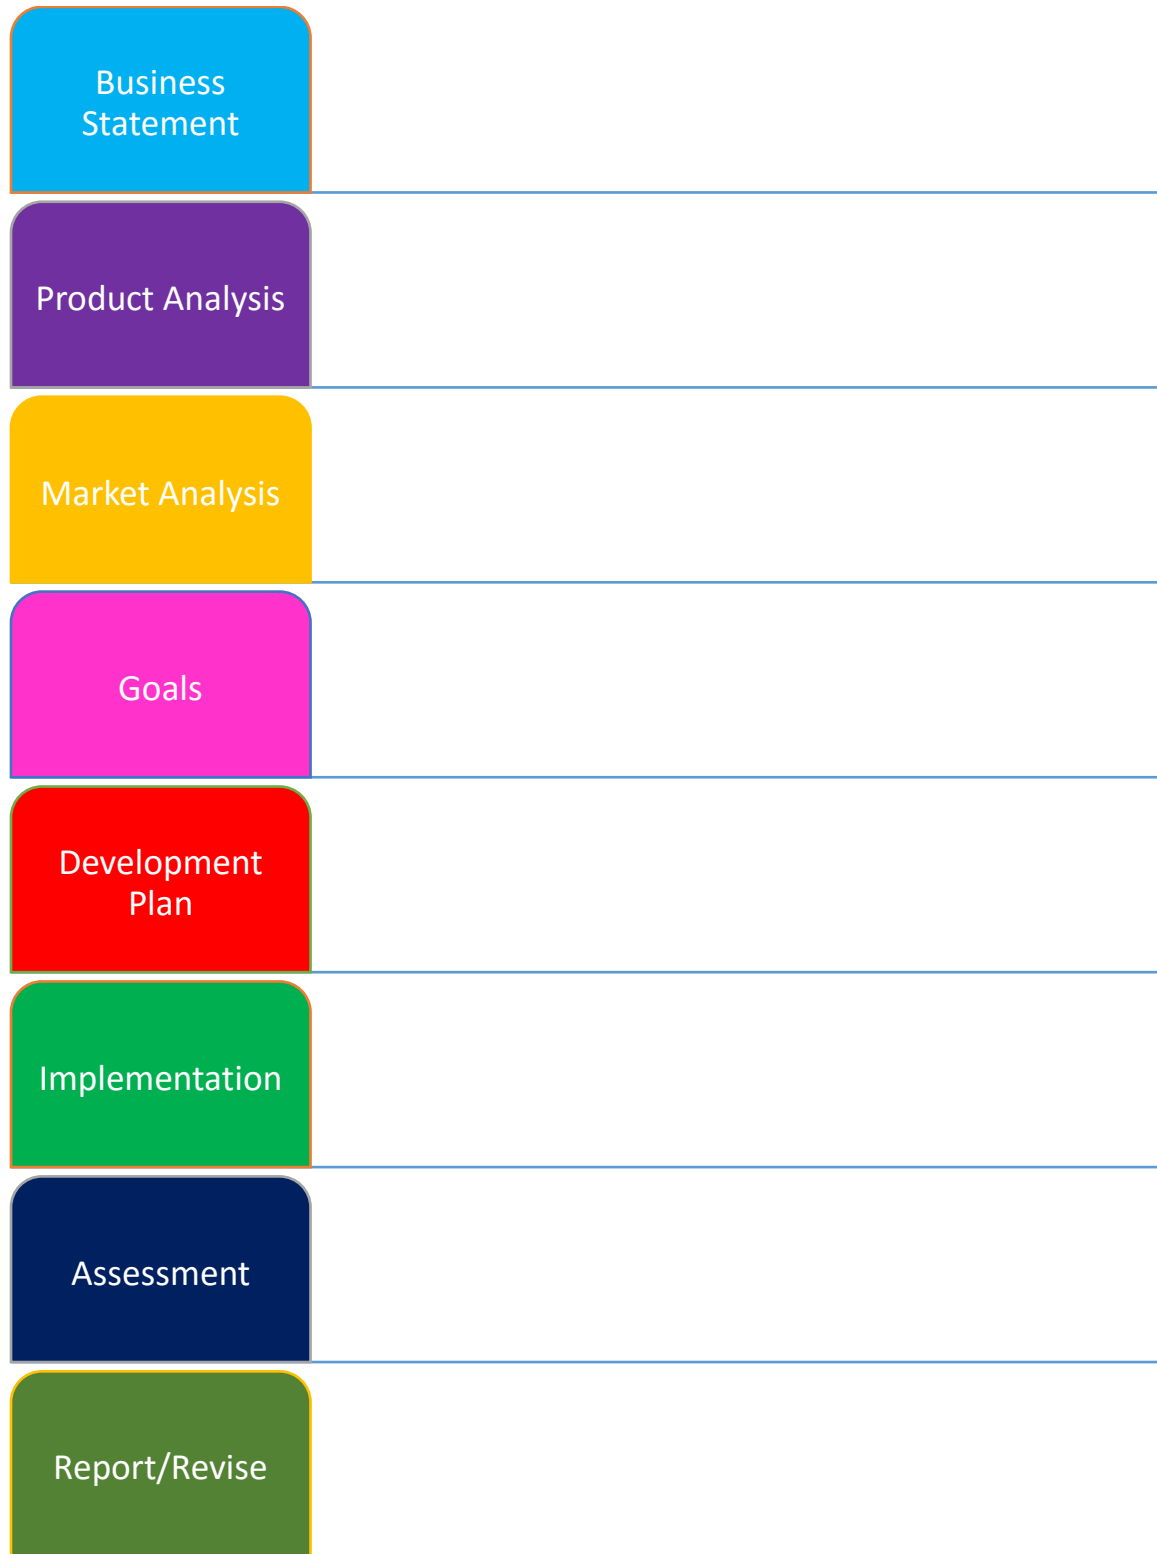 Business
Statement
Product Analysis
Market Analysis
Goals
Development
Plan
Implementation
Assessment
Report/Revise